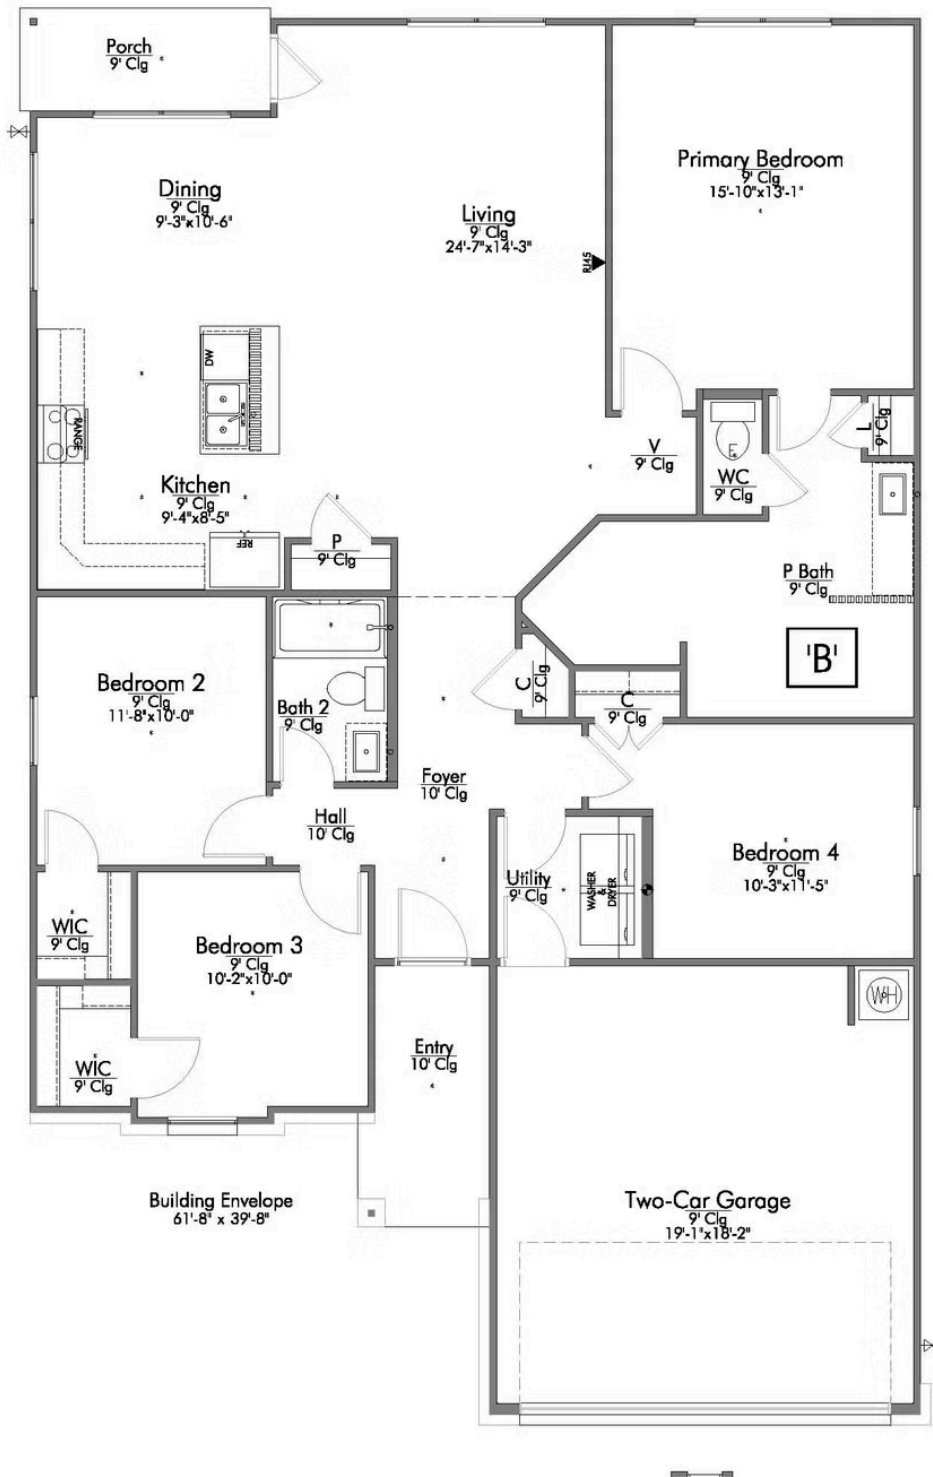 Porch
9' Clg
Dining
9' Clg
9'-3"x10'-6"
Living
9' Clg
24'-7"x14'-3"
Primary Bedroom
9' Clg
15'-10"x13'-1"
RJ45
DW
RANGE
Kitchen
9' Clg
9'-4"x8'-5"
REF
P
9' Clg
V
9' Clg
WC
9' Clg
L
9' Clg
P Bath
9' Clg
'B'
Bedroom 2
9' Clg
11'-8"x10'-0"
Bath 2
9' Clg
C
9' Clg
C
9' Clg
Foyer
10' Clg
Hall
10' Clg
Utility
9' Clg
WASHER
&
DRYER
Bedroom 4
9' Clg
10'-3"x11'-5"
WIC
9' Clg
Bedroom 3
9' Clg
10'-2"x10'-0"
WH
WIC
9' Clg
Entry
10' Clg
Building Envelope
61'-8" x 39'-8"
Two-Car Garage
9' Clg
19'-1"x18'-2"